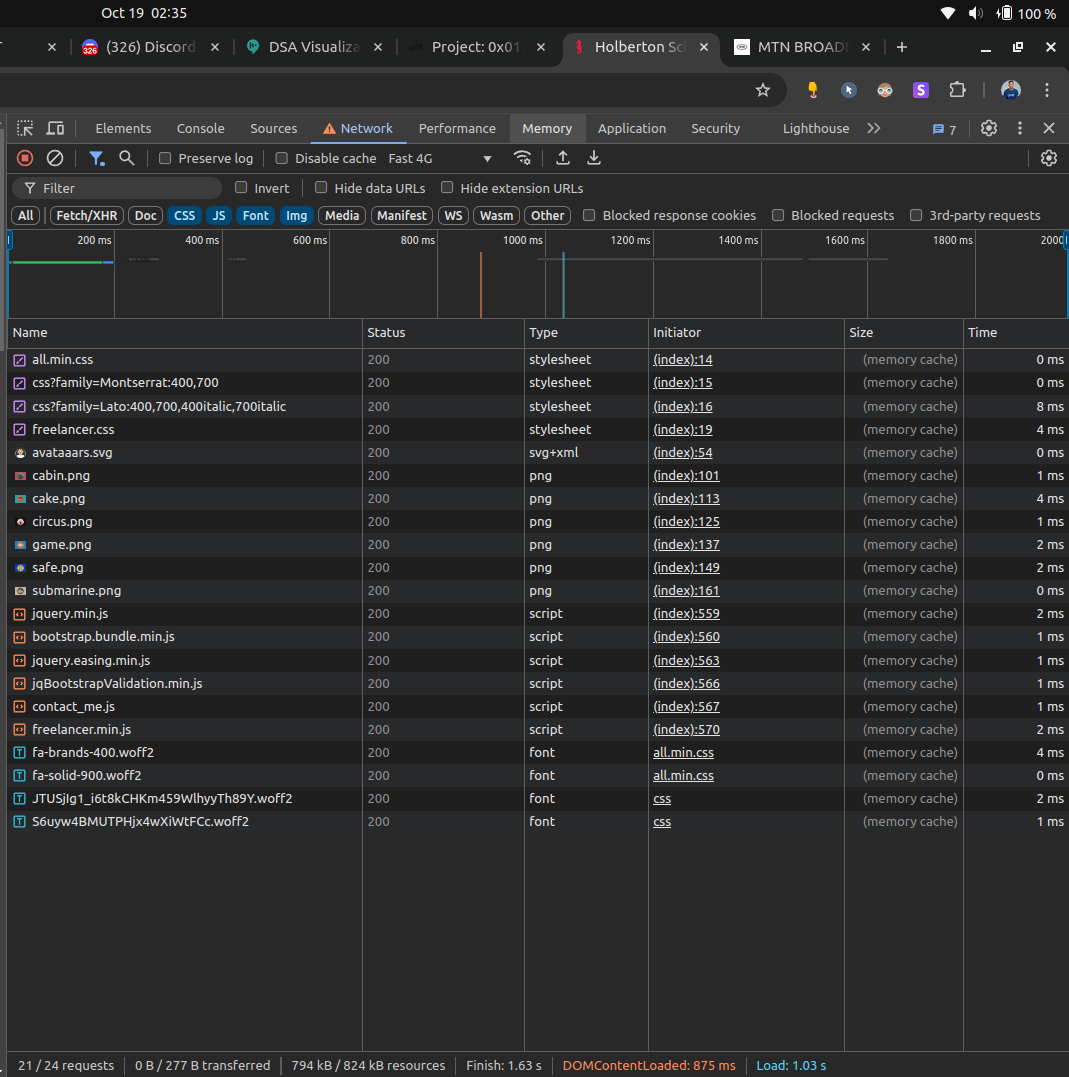 Oct 19 02:35 100 %
(326) Discord DSA Visualiza Project: 0x01. Holberton Sc MTN BROADB
S
Elements Console Sources Network Performance Memory Application Security Lighthouse 7
Preserve log Disable cache Fast 4G
Filter Invert Hide data URLs Hide extension URLs
All Fetch/XHR Doc CSS JS Font Img Media Manifest WS Wasm Other Blocked response cookies Blocked requests 3rd-party requests
200 ms 400 ms 600 ms 800 ms 1000 ms 1200 ms 1400 ms 1600 ms 1800 ms 2000
Name Status Type Initiator Size Time
all.min.css 200 stylesheet (index):14 (memory cache) 0 ms
css?family=Montserrat:400,700 200 stylesheet (index):15 (memory cache) 0 ms
css?family=Lato:400,700,400italic,700italic 200 stylesheet (index):16 (memory cache) 8 ms
freelancer.css 200 stylesheet (index):19 (memory cache) 4 ms
avataaars.svg 200 svg+xml (index):54 (memory cache) 0 ms
cabin.png 200 png (index):101 (memory cache) 1 ms
cake.png 200 png (index):113 (memory cache) 4 ms
circus.png 200 png (index):125 (memory cache) 1 ms
game.png 200 png (index):137 (memory cache) 2 ms
safe.png 200 png (index):149 (memory cache) 2 ms
submarine.png 200 png (index):161 (memory cache) 0 ms
jquery.min.js 200 script (index):559 (memory cache) 2 ms
bootstrap.bundle.min.js 200 script (index):560 (memory cache) 1 ms
jquery.easing.min.js 200 script (index):563 (memory cache) 1 ms
jqBootstrapValidation.min.js 200 script (index):566 (memory cache) 1 ms
contact_me.js 200 script (index):567 (memory cache) 1 ms
freelancer.min.js 200 script (index):570 (memory cache) 2 ms
fa-brands-400.woff2 200 font all.min.css (memory cache) 4 ms
fa-solid-900.woff2 200 font all.min.css (memory cache) 0 ms
JTUSjIg1_i6t8kCHKm459WlhyyTh89Y.woff2 200 font css (memory cache) 2 ms
S6uyw4BMUTPHjx4wXiWtFCc.woff2 200 font css (memory cache) 1 ms
21 / 24 requests 0 B / 277 B transferred 794 kB / 824 kB resources Finish: 1.63 s DOMContentLoaded: 875 ms Load: 1.03 s